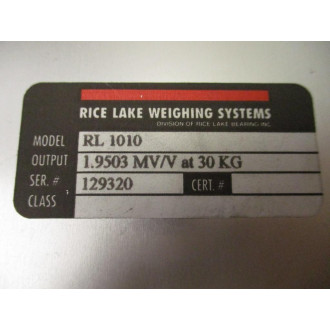 RICE LAKE WEIGHING SYSTEMS
DIVISION OF RICE LAKE BEARING INC.
MODEL RL 1010
OUTPUT 1.9503 MV/V at 30 KG
SER. # 129320 CERT. #
CLASS